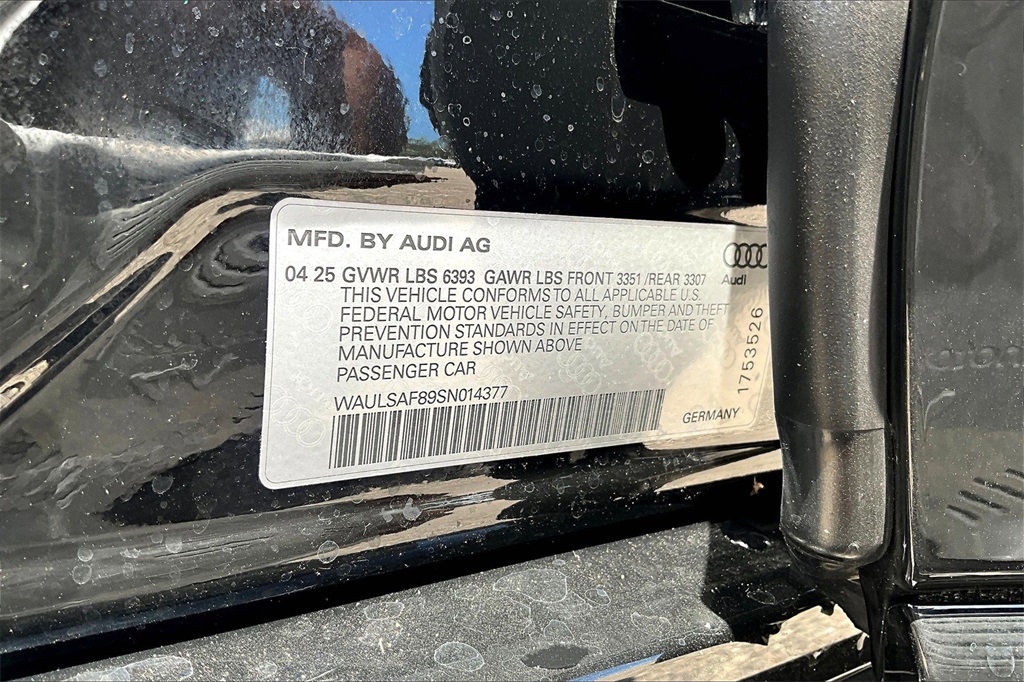 MFD. BY AUDI AG
04 25 GVWR LBS 6393 GAWR LBS FRONT 3351/REAR 3307
THIS VEHICLE CONFORMS TO ALL APPLICABLE U.S.
FEDERAL MOTOR VEHICLE SAFETY, BUMPER AND THEFT
PREVENTION STANDARDS IN EFFECT ON THE DATE OF
MANUFACTURE SHOWN ABOVE
PASSENGER CAR
WAULSAF89SN014377
Audi
1753526
GERMANY